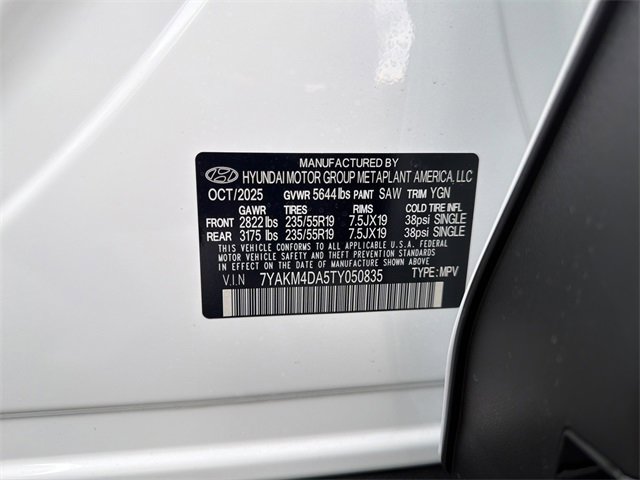 MANUFACTURED BY
HYUNDAI MOTOR GROUP METAPLANT AMERICA, LLC
OCT/2025 GVWR 5644 lbs PAINT SAW TRIM YGN
GAWR TIRES RIMS COLD TIRE INFL
FRONT 2822 lbs 235/55R19 7.5JX19 38psi SINGLE
REAR 3175 lbs 235/55R19 7.5JX19 38psi SINGLE
THIS VEHICLE CONFORMS TO ALL APPLICABLE U.S.A. FEDERAL
MOTOR VEHICLE SAFETY AND THEFT PREVENTION STANDARDS
IN EFFECT ON THE DATE OF MANUFACTURE SHOWN ABOVE.
V.I.N 7YAKM4DA5TY050835 TYPE : MPV